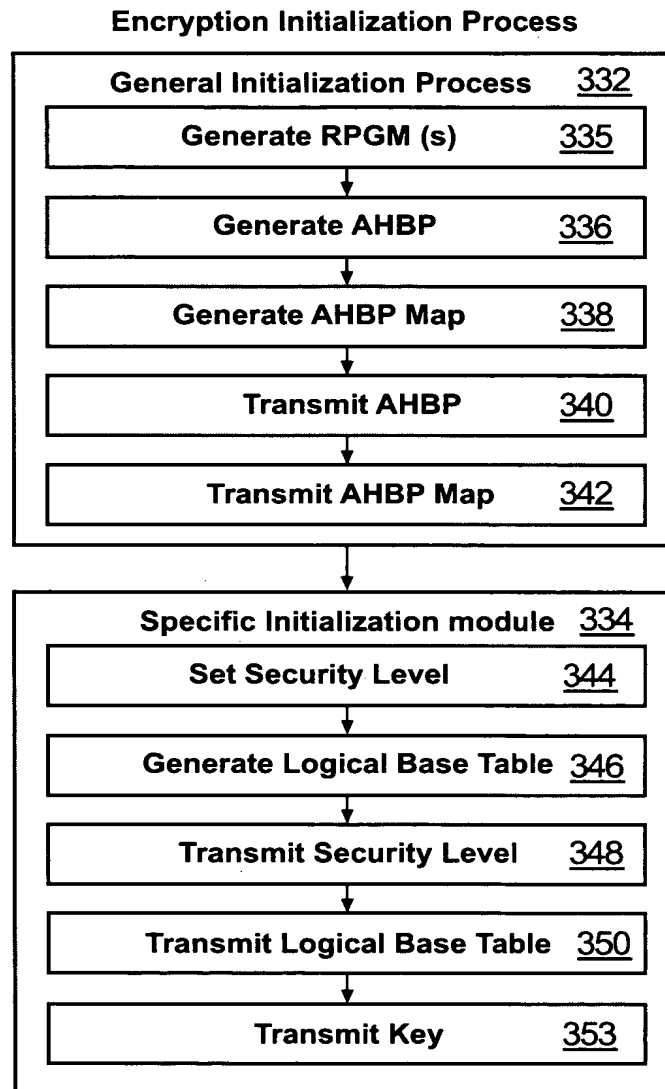 Encryption Initialization Process
General Initialization Process 332
Generate RPGM (s) 335
Generate AHBP 336
Generate AHBP Map 338
Transmit AHBP 340
Transmit AHBP Map 342
Specific Initialization module 334
Set Security Level 344
Generate Logical Base Table 346
Transmit Security Level 348
Transmit Logical Base Table 350
Transmit Key 353